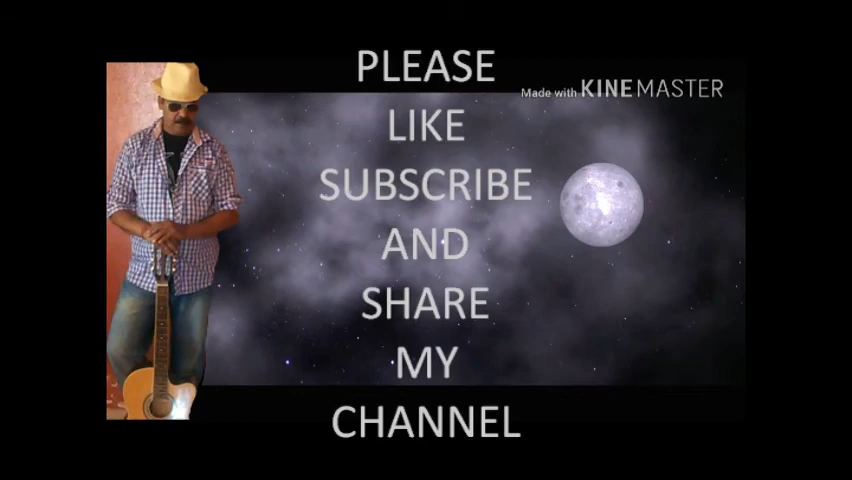 PLEASE
Made with KINEMASTER
LIKE
SUBSCRIBE
AND
SHARE
MY
CHANNEL